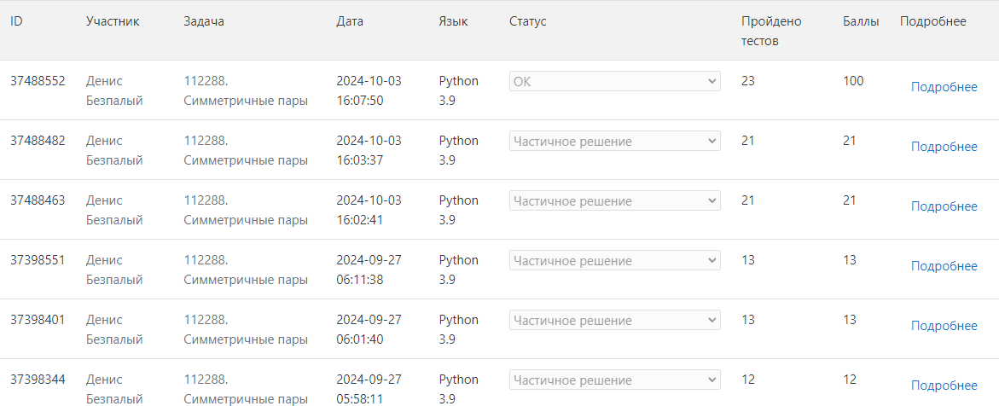 ID Участник Задача Дата Язык Статус Пройдено Баллы Подробнее
тестов
37488552 Денис 112288. 2024-10-03 Python OK 23 100 Подробнее
Безпалый Симметричные пары 16:07:50 3.9
37488482 Денис 112288. 2024-10-03 Python Частичное решение 21 21 Подробнее
Безпалый Симметричные пары 16:03:37 3.9
37488463 Денис 112288. 2024-10-03 Python Частичное решение 21 21 Подробнее
Безпалый Симметричные пары 16:02:41 3.9
37398551 Денис 112288. 2024-09-27 Python Частичное решение 13 13 Подробнее
Безпалый Симметричные пары 06:11:38 3.9
37398401 Денис 112288. 2024-09-27 Python Частичное решение 13 13 Подробнее
Безпалый Симметричные пары 06:01:40 3.9
37398344 Денис 112288. 2024-09-27 Python Частичное решение 12 12 Подробнее
Безпалый Симметричные пары 05:58:11 3.9